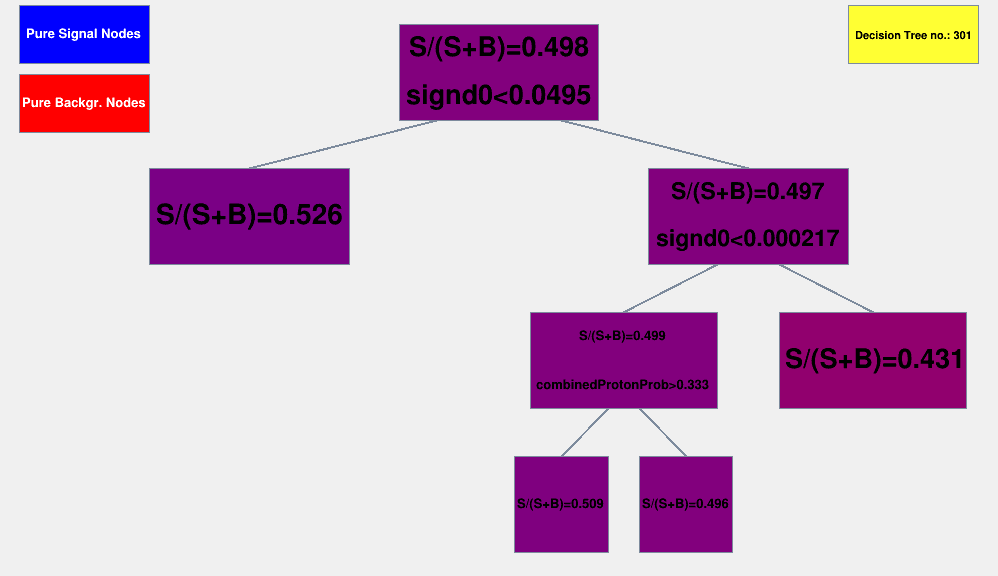 Pure Signal Nodes
Pure Backgr. Nodes
Decision Tree no.: 301
S/(S+B)=0.498
signd0<0.0495
S/(S+B)=0.526
S/(S+B)=0.497
signd0<0.000217
S/(S+B)=0.499
combinedProtonProb>0.333
S/(S+B)=0.431
S/(S+B)=0.509
S/(S+B)=0.496